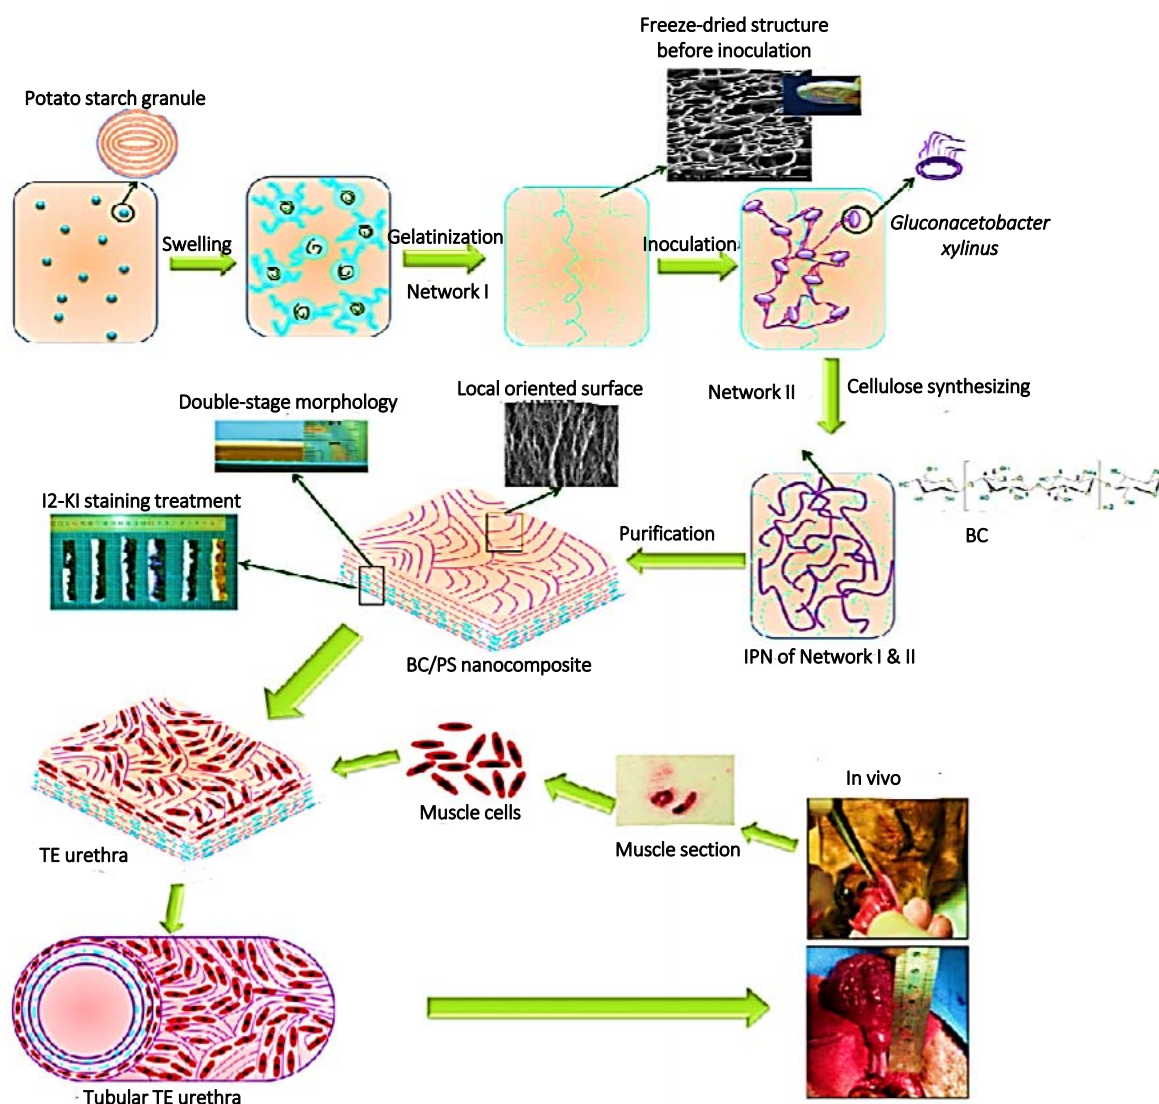 Freeze-dried structure
before inoculation
Potato starch granule
Swelling
Gelatinization
Network I
Inoculation
Gluconacetobacter
xylinus
Network II
Cellulose synthesizing
Local oriented surface
Double-stage morphology
I2-KI staining treatment
Purification
BC
IPN of Network I & II
BC/PS nanocomposite
In vivo
Muscle cells
Muscle section
TE urethra
Tubular TE urethra